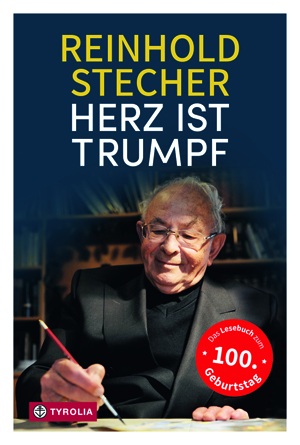 REINHOLD
STECHER
HERZ IST
TRUMPF
Das Lesebuch zum
100.
Geburtstag
TYROLIA